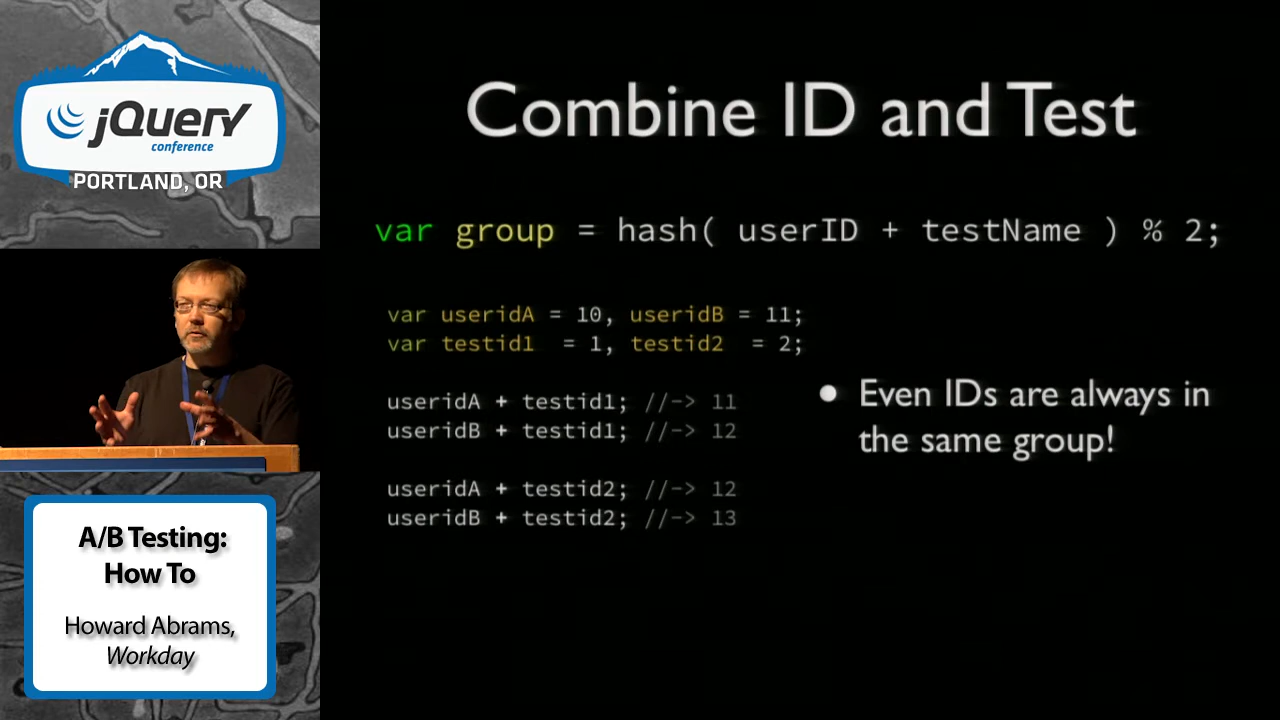 jQuery
conference
PORTLAND, OR
A/B Testing:
How To
Howard Abrams,
Workday
Combine ID and Test
var group = hash( userID + testName ) % 2;
var useridA = 10, useridB = 11;
var testid1  = 1, testid2  = 2;
useridA + testid1; //-> 11
useridB + testid1; //-> 12
useridA + testid2; //-> 12
useridB + testid2; //-> 13
• Even IDs are always in
the same group!